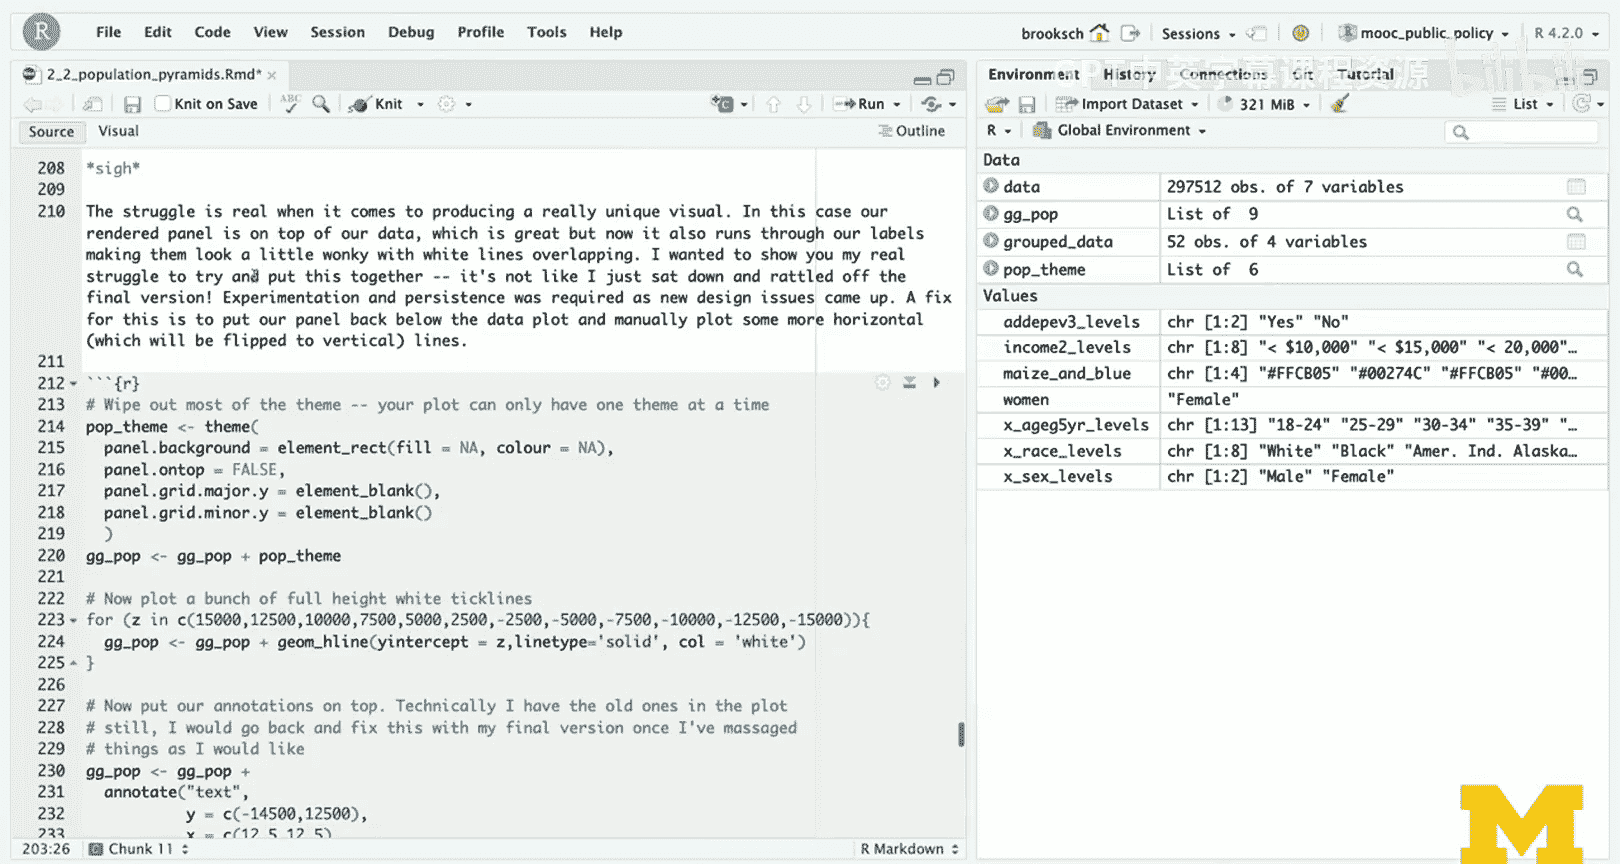 File Edit Code View Session Debug Profile Tools Help
brooksch Sessions mooc_public_policy R 4.2.0
2_2_population_pyramids.Rmd*
Knit on Save ABC Knit Run
Source Visual Outline
208 *sigh*
209
210 The struggle is real when it comes to producing a really unique visual. In this case our
rendered panel is on top of our data, which is great but now it also runs through our labels
making them look a little wonky with white lines overlapping. I wanted to show you my real
struggle to try and put this together -- it's not like I just sat down and rattled off the
final version! Experimentation and persistence was required as new design issues came up. A fix
for this is to put our panel back below the data plot and manually plot some more horizontal
(which will be flipped to vertical) lines.
211
212 ```{r}
213 # Wipe out most of the theme -- your plot can only have one theme at a time
214 pop_theme <- theme(
215 panel.background = element_rect(fill = NA, colour = NA),
216 panel.ontop = FALSE,
217 panel.grid.major.y = element_blank(),
218 panel.grid.minor.y = element_blank()
219 )
220 gg_pop <- gg_pop + pop_theme
221
222 # Now plot a bunch of full height white ticklines
223 for (z in c(15000,12500,10000,7500,5000,2500,-2500,-5000,-7500,-10000,-12500,-15000)){
224 gg_pop <- gg_pop + geom_hline(yintercept = z,linetype='solid', col = 'white')
225 }
226
227 # Now put our annotations on top. Technically I have the old ones in the plot
228 # still, I would go back and fix this with my final version once I've massaged
229 # things as I would like
230 gg_pop <- gg_pop +
231 annotate("text",
232 y = c(-14500,12500),
233 x = c(12.5,12.5)
203:26 Chunk 11 R Markdown
Environment History Connections Git Tutorial
中英字幕课程资源 bilibili
Import Dataset 321 MiB List
R Global Environment
Data
data 297512 obs. of 7 variables
gg_pop List of 9
grouped_data 52 obs. of 4 variables
pop_theme List of 6
Values
addepev3_levels chr [1:2] "Yes" "No"
income2_levels chr [1:8] "< $10,000" "< $15,000" "< 20,000"…
maize_and_blue chr [1:4] "#FFCB05" "#00274C" "#FFCB05" "#00…
women "Female"
x_ageg5yr_levels chr [1:13] "18-24" "25-29" "30-34" "35-39" "…
x_race_levels chr [1:8] "White" "Black" "Amer. Ind. Alaska…
x_sex_levels chr [1:2] "Male" "Female"
M